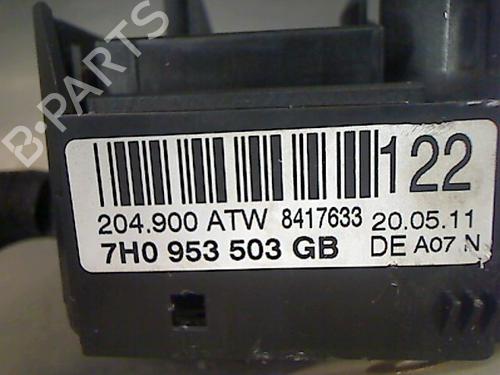 B-PARTS
122
204.900 ATW 8417633 20.05.11
7H0 953 503 GB DE A07 N